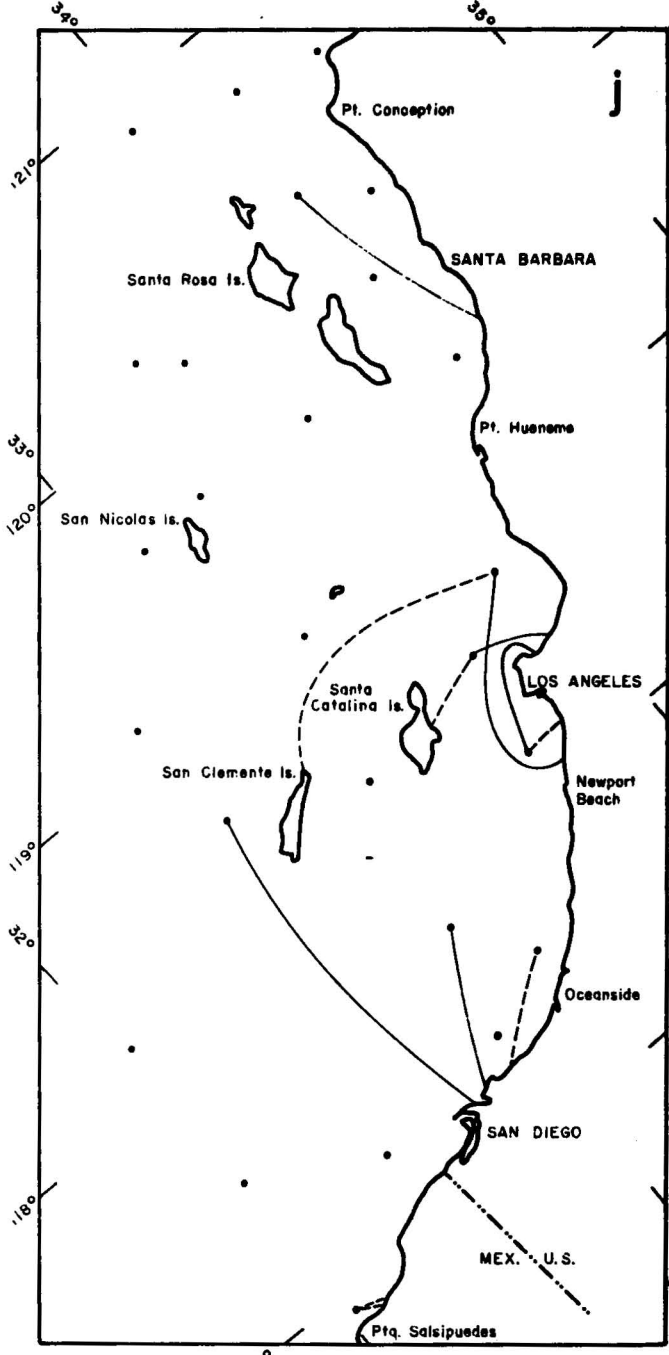 34°
35°
j
Pt. Conception
121°
SANTA BARBARA
Santa Rosa Is.
Pt. Hueneme
33°
120°
San Nicolas Is.
LOS ANGELES
Santa
Catalina Is.
San Clemente Is.
Newport
Beach
119°
32°
Oceanside
SAN DIEGO
118°
MEX. U.S.
Ptq. Salsipuedes